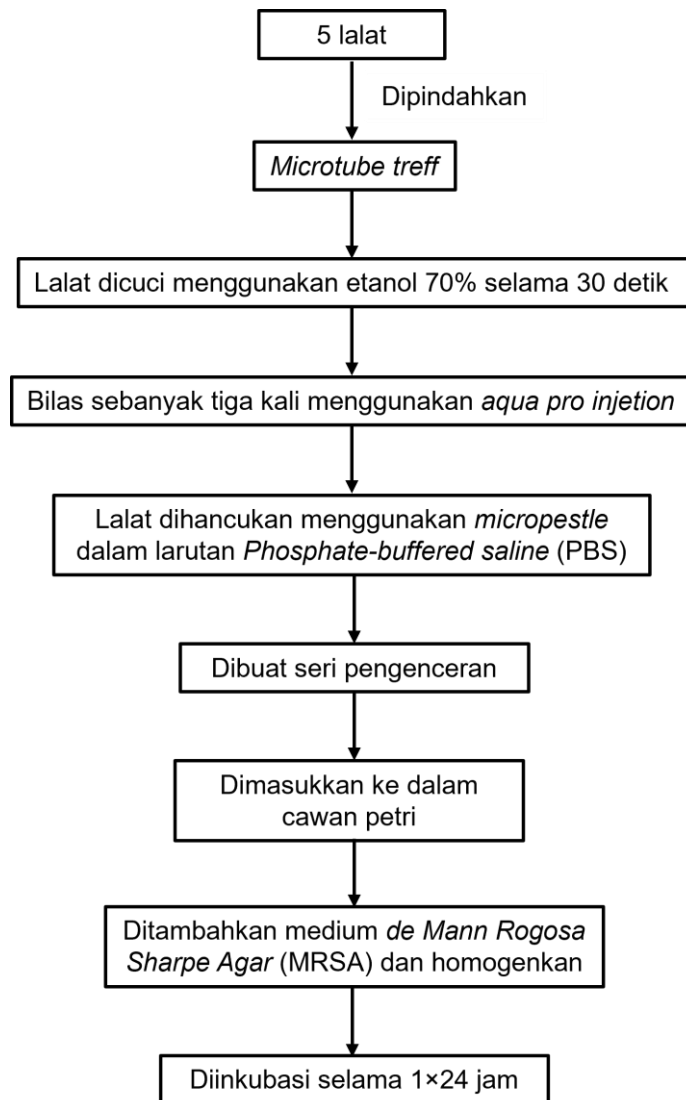 5 lalat
Dipindahkan
Microtube treff
Lalat dicuci menggunakan etanol 70% selama 30 detik
Bilas sebanyak tiga kali menggunakan aqua pro injetion
Lalat dihancukan menggunakan micropestle
dalam larutan Phosphate-buffered saline (PBS)
Dibuat seri pengenceran
Dimasukkan ke dalam
cawan petri
Ditambahkan medium de Mann Rogosa
Sharpe Agar (MRSA) dan homogenkan
Diinkubasi selama 1×24 jam